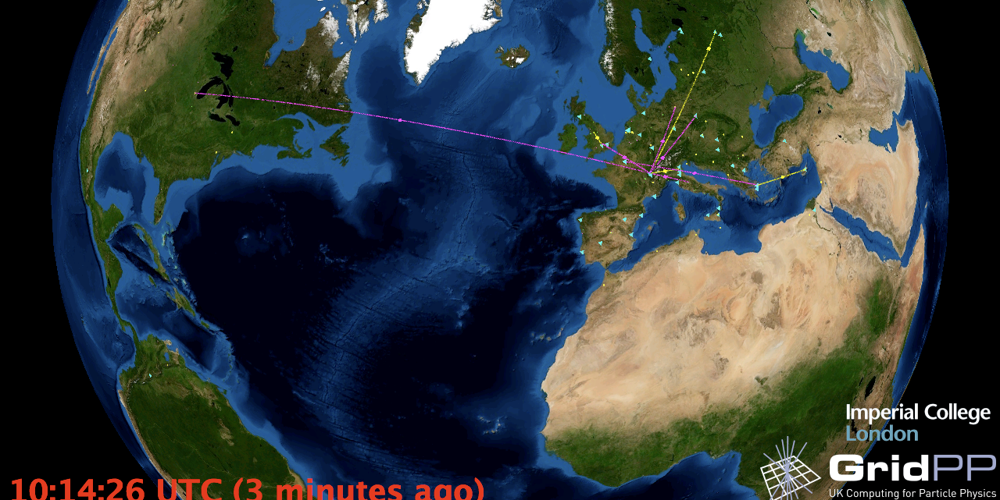 Imperial College
London
GridPP
UK Computing for Particle Physics
10:14:26 UTC (3 minutes ago)